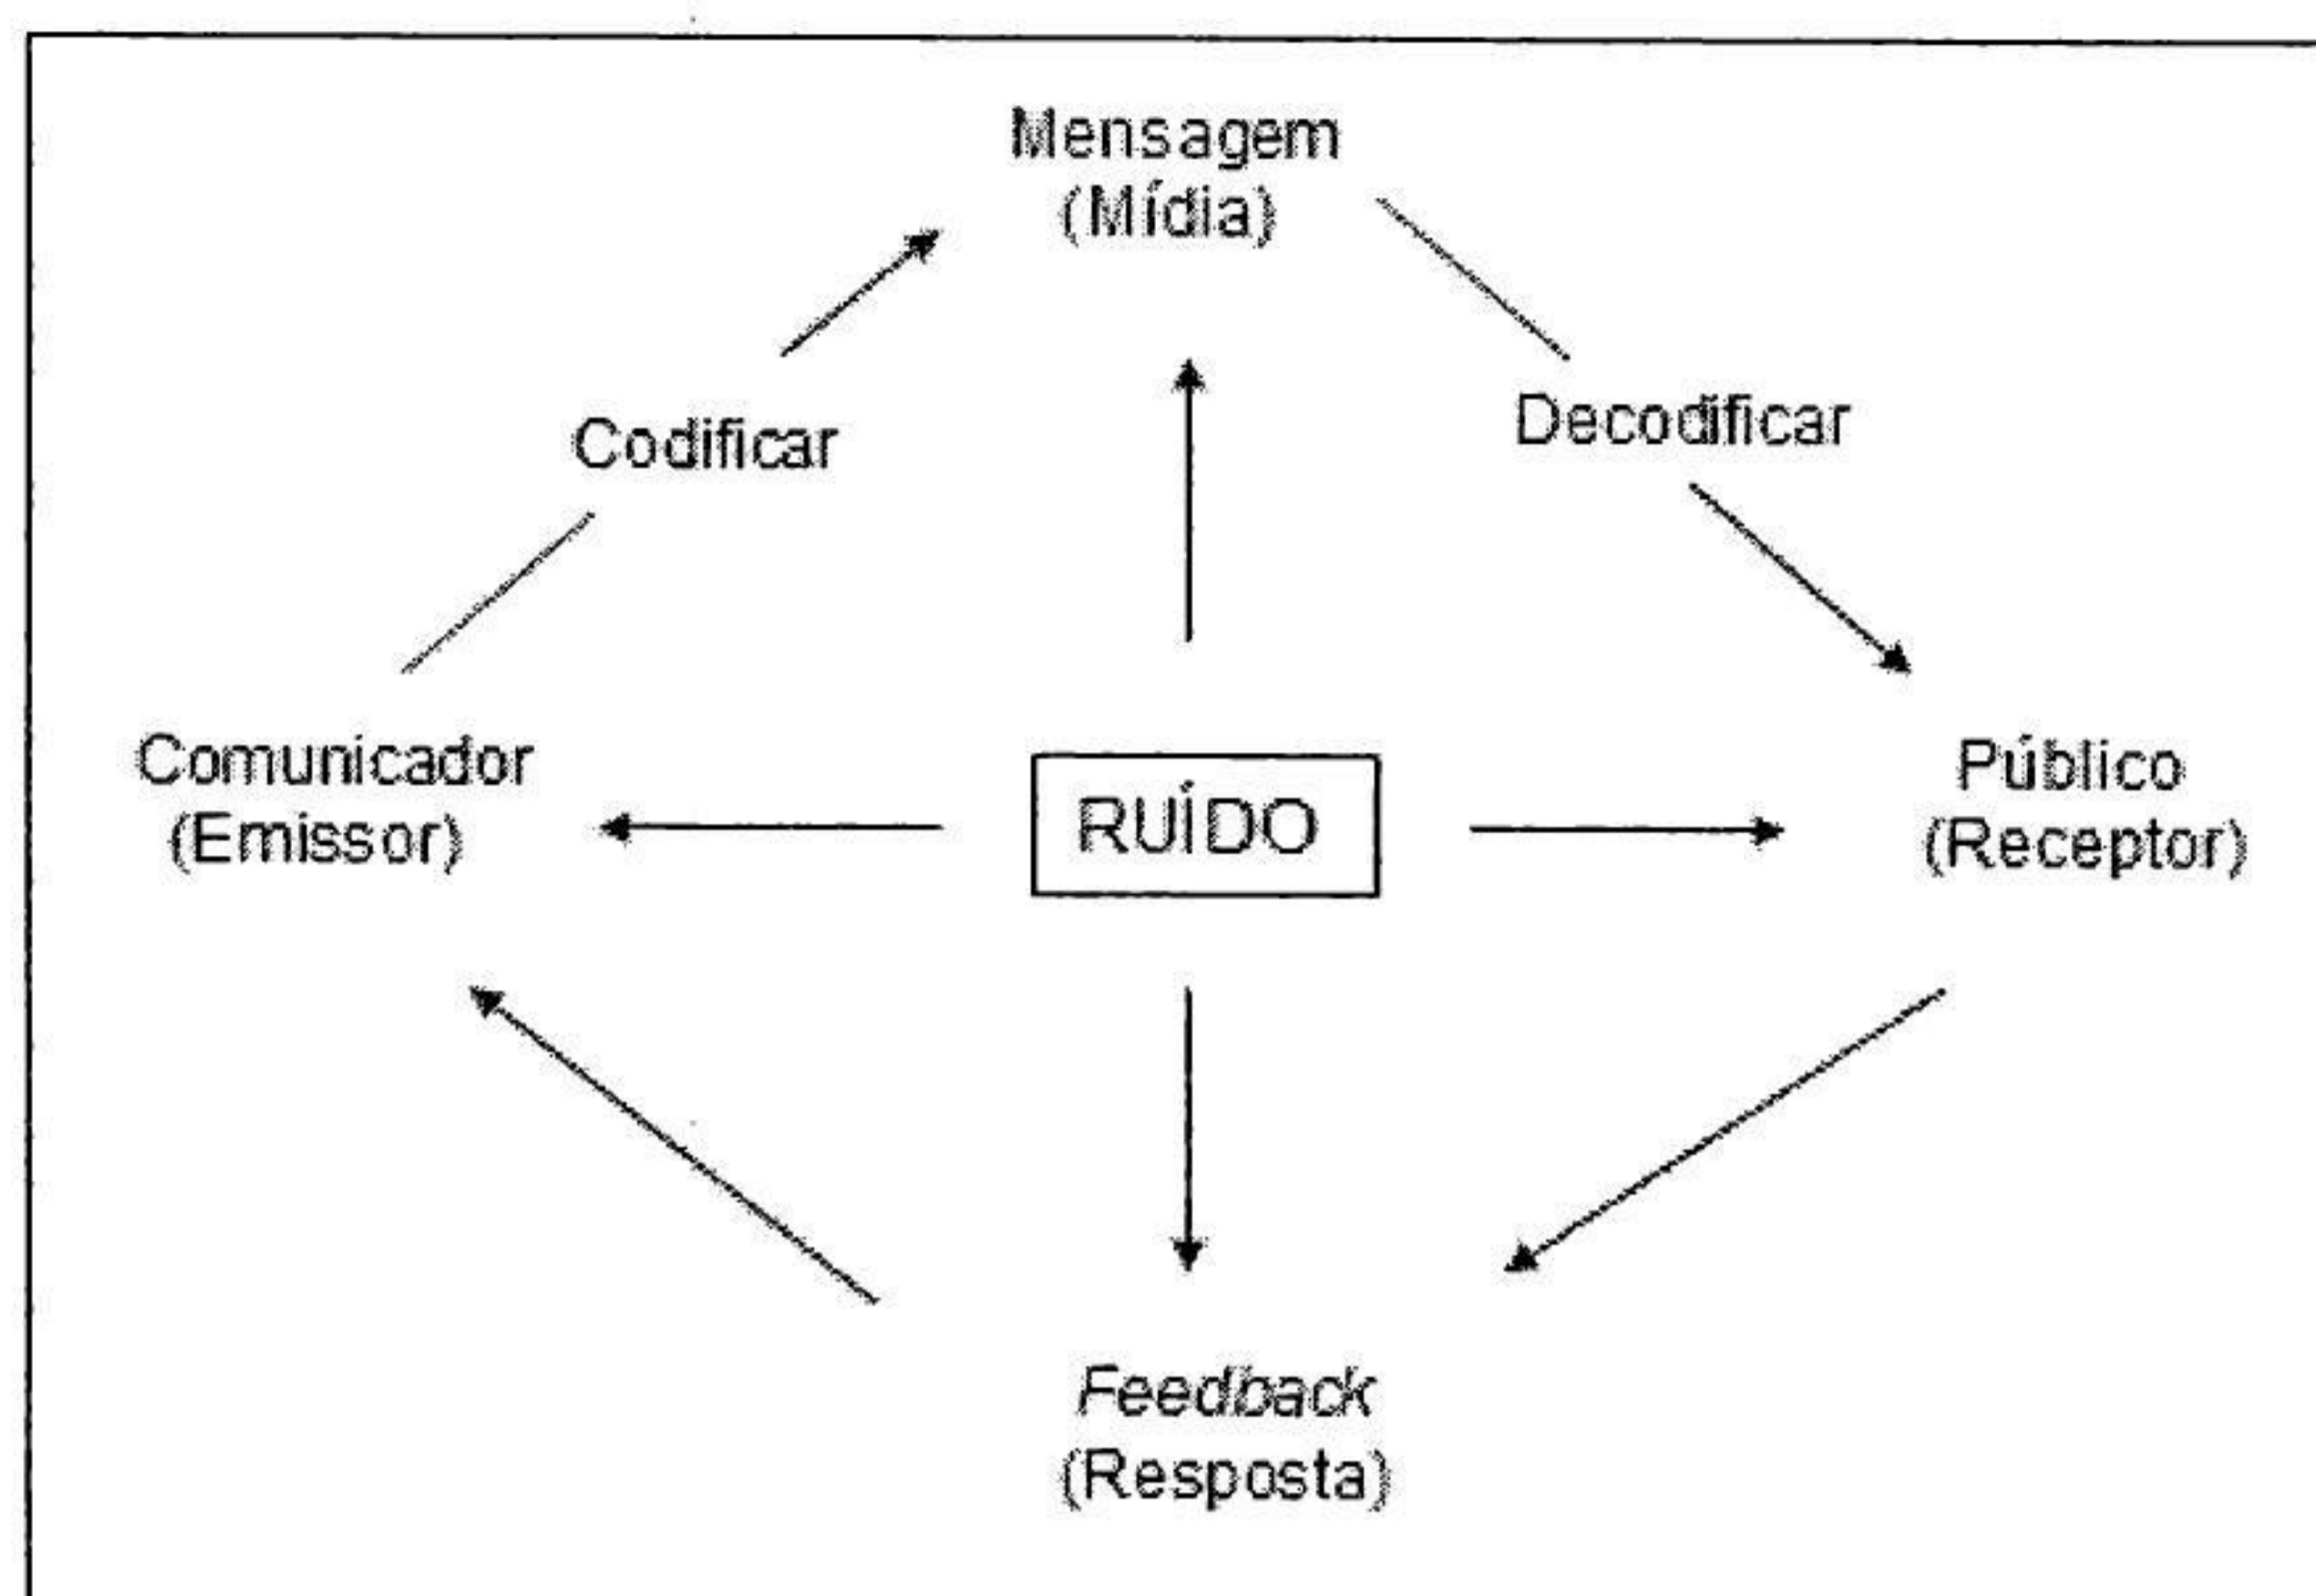 Mensagem
(Mídia)
Codificar
Decodificar
Comunicador
(Emissor)
RUÍDO
Público
(Receptor)
Feedback
(Resposta)